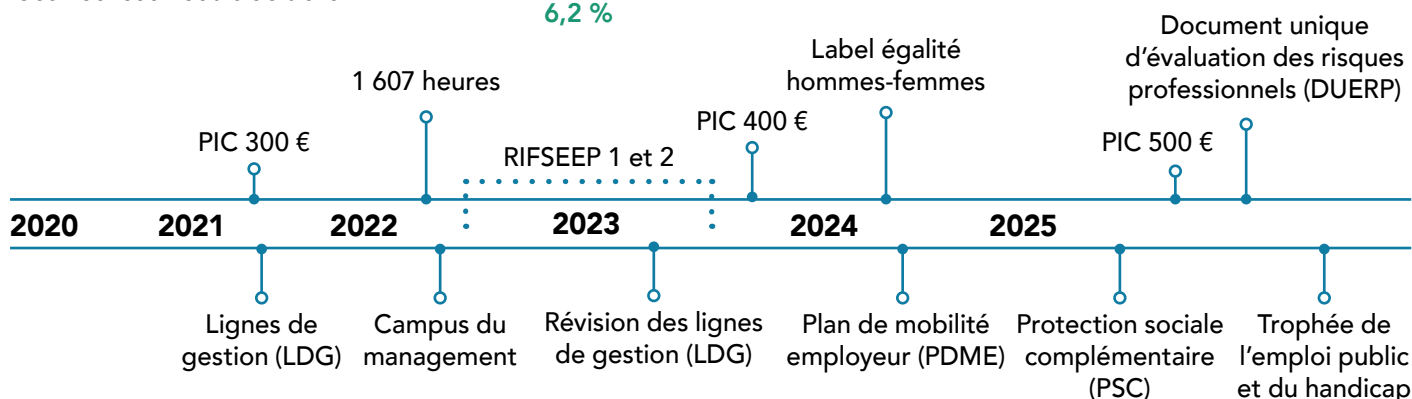 6,2 %
Document unique
d'évaluation des risques
professionnels (DUERP)
Label égalité
hommes-femmes
1 607 heures
PIC 400 €
PIC 300 €
PIC 500 €
RIFSEEP 1 et 2
2020
2021
2022
2023
2024
2025
Lignes de
gestion (LDG)
Campus du
management
Révision des lignes
de gestion (LDG)
Plan de mobilité
employeur (PDME)
Protection sociale
complémentaire
(PSC)
Trophée de
l'emploi public
et du handicap